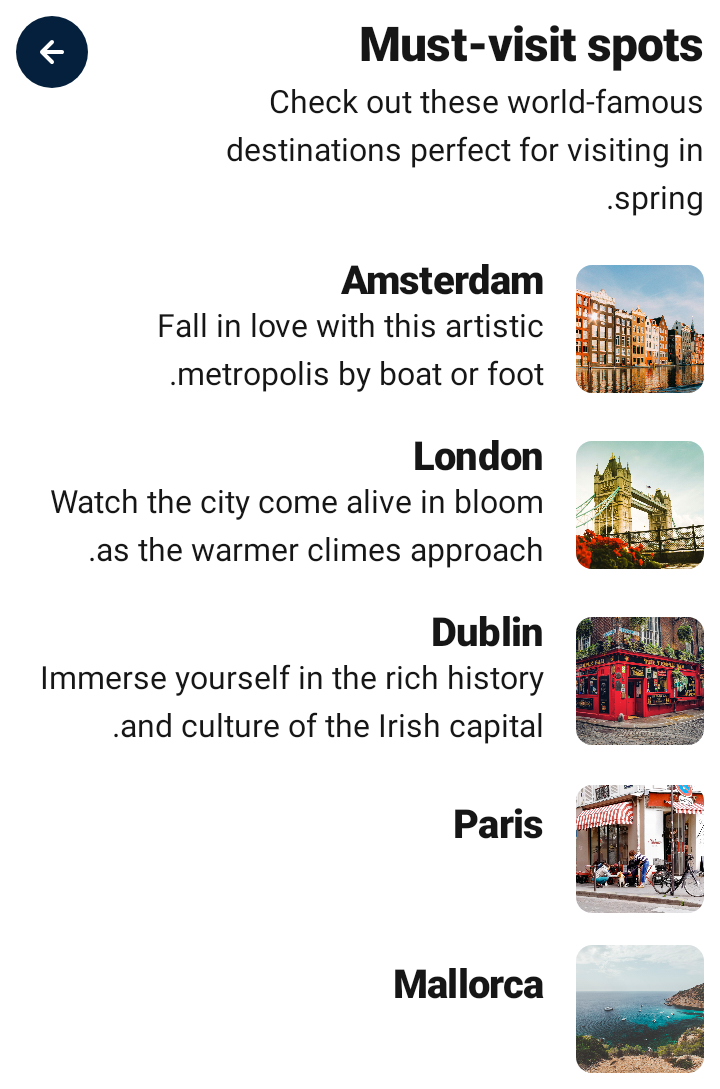 Must-visit spots
Check out these world-famous
destinations perfect for visiting in
.spring
Amsterdam
Fall in love with this artistic
.metropolis by boat or foot
London
Watch the city come alive in bloom
.as the warmer climes approach
Dublin
Immerse yourself in the rich history
.and culture of the Irish capital
Paris
Mallorca